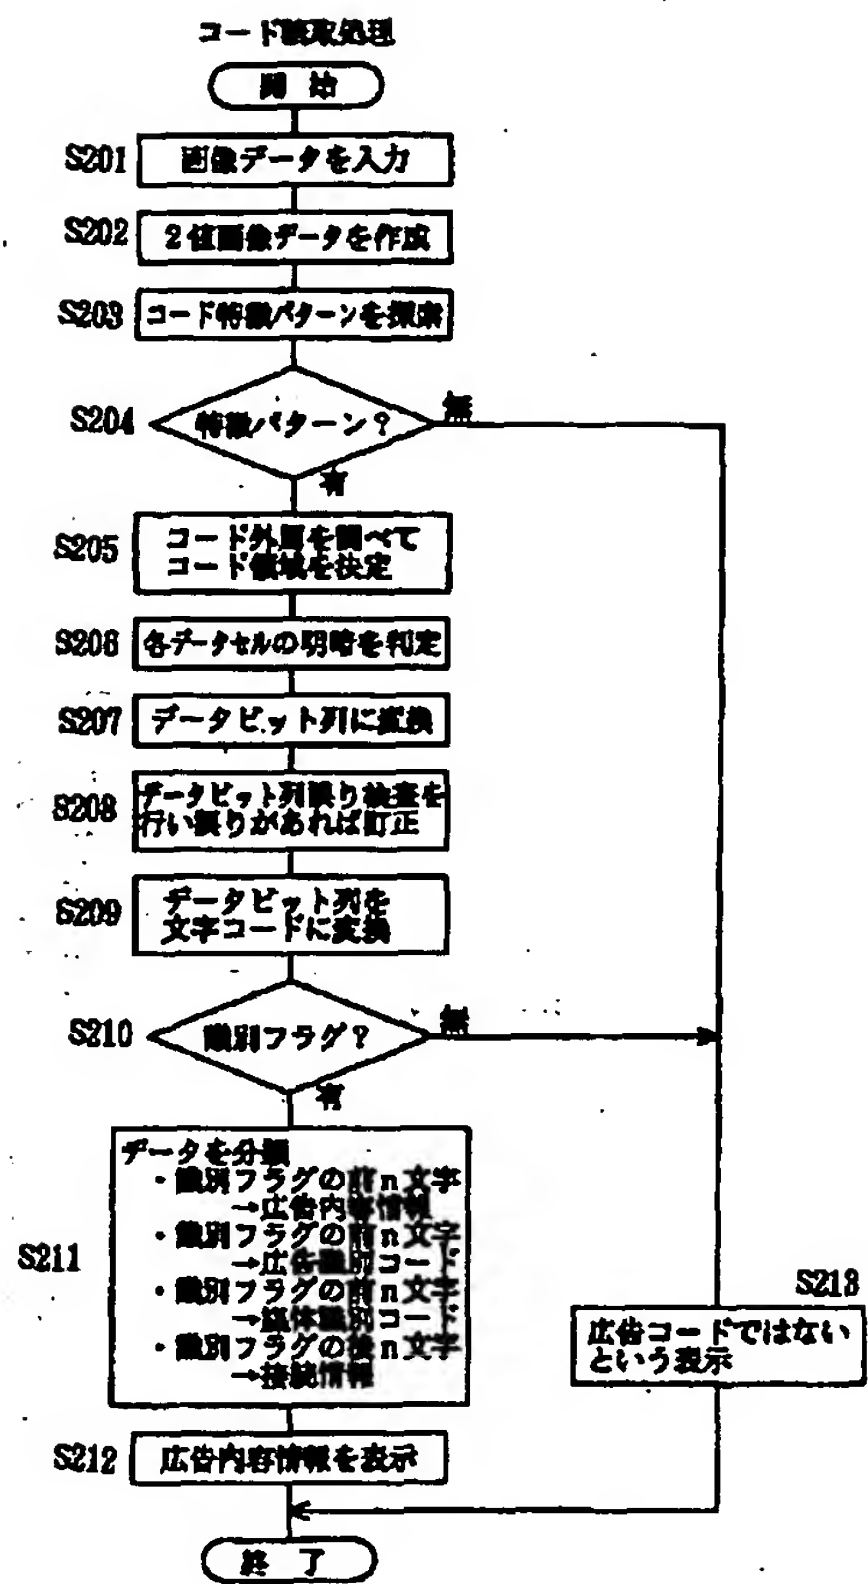 コード読取処理
開始
S201 画像データを入力
S202 2値画像データを作成
S203 コード特徴パターンを探索
S204 特徴パターン? 無
有
S205 コード外周を調べて
コード領域を決定
S206 各データセルの明暗を判定
S207 データビット列に変換
S208 データビット列誤り検査を
行い誤りがあれば訂正
S209 データビット列を
文字コードに変換
S210 識別フラグ? 無
有
データを分類
・識別フラグの前n文字
→広告内容情報
・識別フラグの前n文字
S211 →広告識別コード
・識別フラグの前n文字
→媒体識別コード
・識別フラグの後n文字
→接続情報
S213
広告コードではない
という表示
S212 広告内容情報を表示
終了